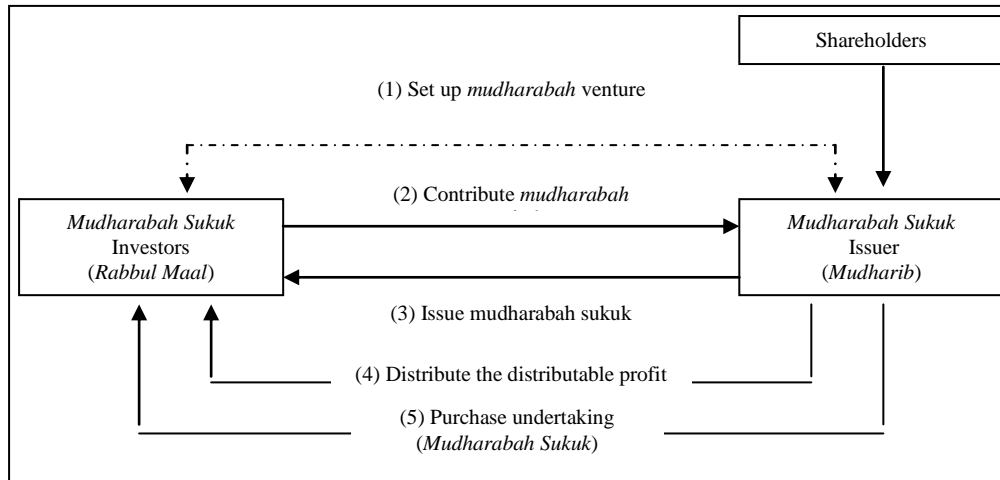 Shareholders
(1) Set up mudharabah venture
(2) Contribute mudharabah
Mudharabah Sukuk
Investors
(Rabbul Maal)
Mudharabah Sukuk
Issuer
(Mudharib)
(3) Issue mudharabah sukuk
(4) Distribute the distributable profit
(5) Purchase undertaking
(Mudharabah Sukuk)